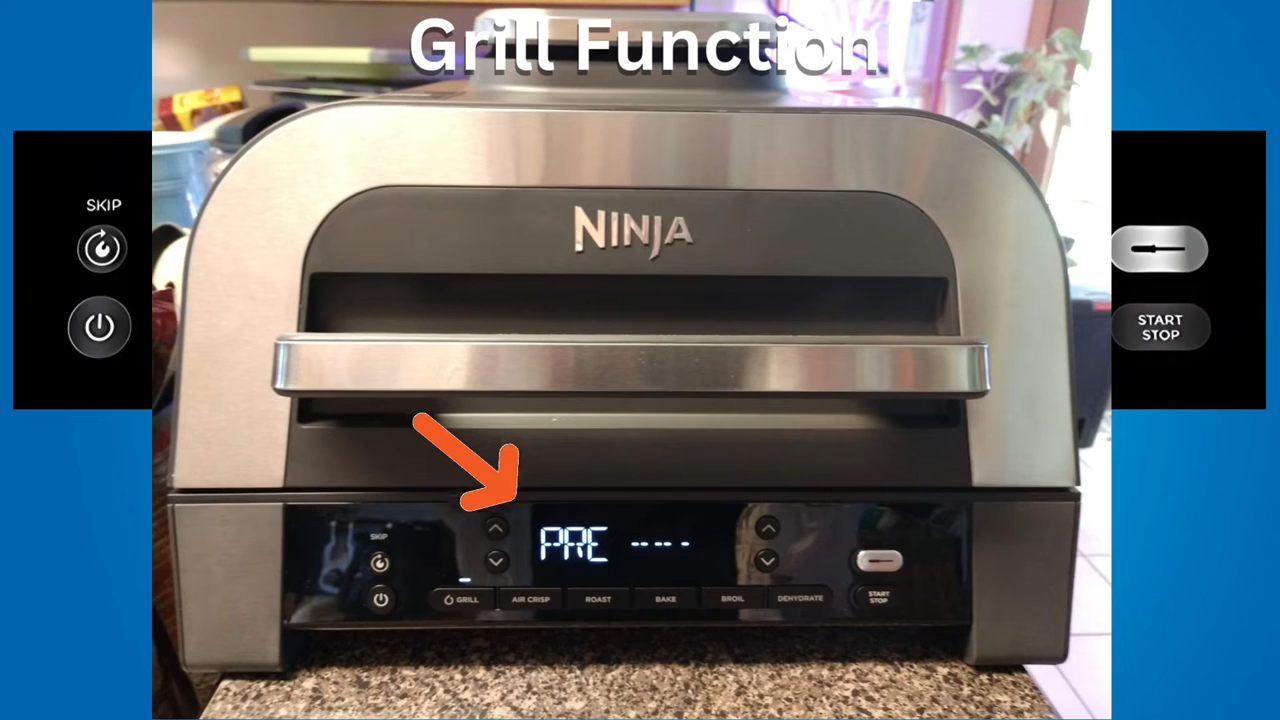 Grill Function
NINJA
SKIP
START
STOP
SKIP
PRE -- -- -
GRILL
AIR CRISP
ROAST
BAKE
BROIL
DEHYDRATE
START
STOP